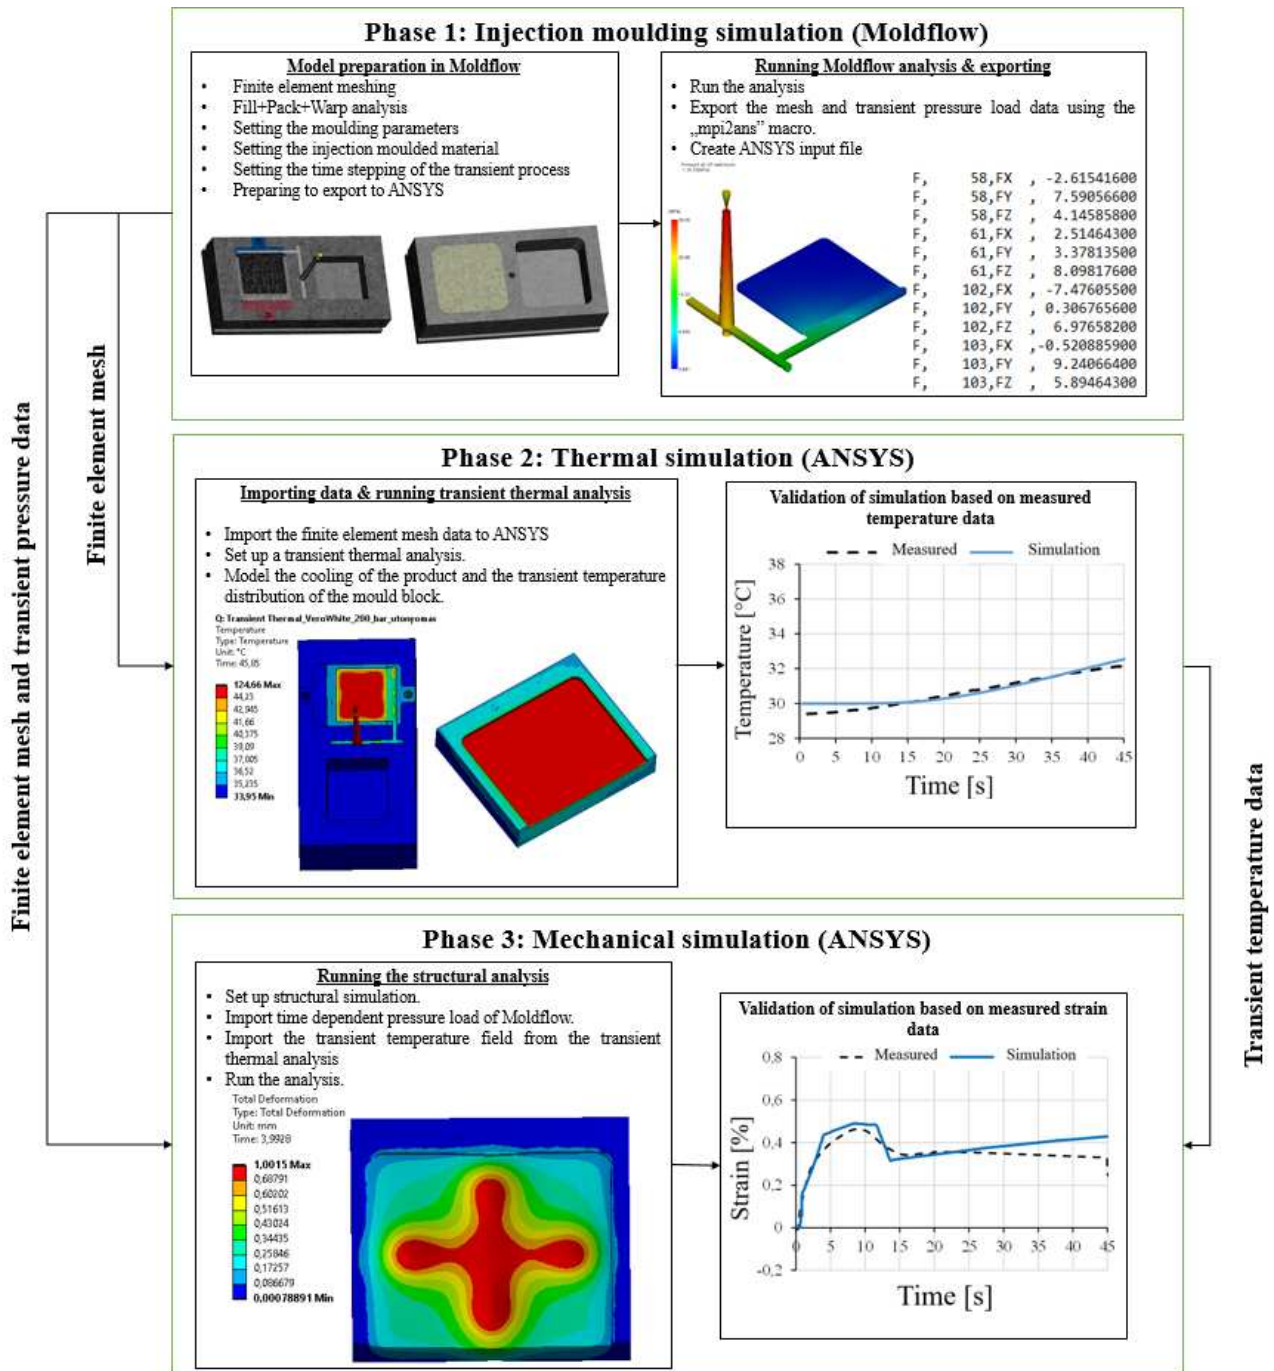 Phase 1: Injection moulding simulation (Moldflow)
Model preparation in Moldflow
• Finite element meshing
• Fill+Pack+Warp analysis
• Setting the moulding parameters
• Setting the injection moulded material
• Setting the time stepping of the transient process
• Preparing to export to ANSYS
Running Moldflow analysis & exporting
• Run the analysis
• Export the mesh and transient pressure load data using the
„mpi2ans” macro.
• Create ANSYS input file
F, 58,FX , -2.61541600
F, 58,FY , 7.59056600
F, 58,FZ , 4.14585800
F, 61,FX , 2.51464300
F, 61,FY , 3.37813500
F, 61,FZ , 8.09817600
F, 102,FX , -7.47605500
F, 102,FY , 0.306765600
F, 102,FZ , 6.97658200
F, 103,FX ,-0.520885900
F, 103,FY , 9.24066400
F, 103,FZ , 5.89464300
Finite element mesh and transient pressure data
Finite element mesh
Phase 2: Thermal simulation (ANSYS)
Importing data & running transient thermal analysis
• Import the finite element mesh data to ANSYS
• Set up a transient thermal analysis.
• Model the cooling of the product and the transient temperature
distribution of the mould block.
Q: Transient Thermal_VeroWhite_200_bar_utonyomas
Temperature
Type: Temperature
Unit: °C
Time: 45,85
124,66 Max
44,23
42,945
41,66
40,375
39,09
37,805
36,52
35,235
33,95 Min
Validation of simulation based on measured
temperature data
Measured
Simulation
Temperature [°C]
38
36
34
32
30
28
0 5 10 15 20 25 30 35 40 45
Time [s]
Transient temperature data
Phase 3: Mechanical simulation (ANSYS)
Running the structural analysis
• Set up structural simulation.
• Import time dependent pressure load of Moldflow.
• Import the transient temperature field from the transient
thermal analysis
• Run the analysis.
Total Deformation
Type: Total Deformation
Unit: mm
Time: 3,9928
1,0015 Max
0,68791
0,60202
0,51613
0,43024
0,34435
0,25846
0,17257
0,086679
0,00078891 Min
Validation of simulation based on measured strain
data
Measured
Simulation
Strain [%]
0,8
0,6
0,4
0,2
0
-0,2
0 5 10 15 20 25 30 35 40 45
Time [s]